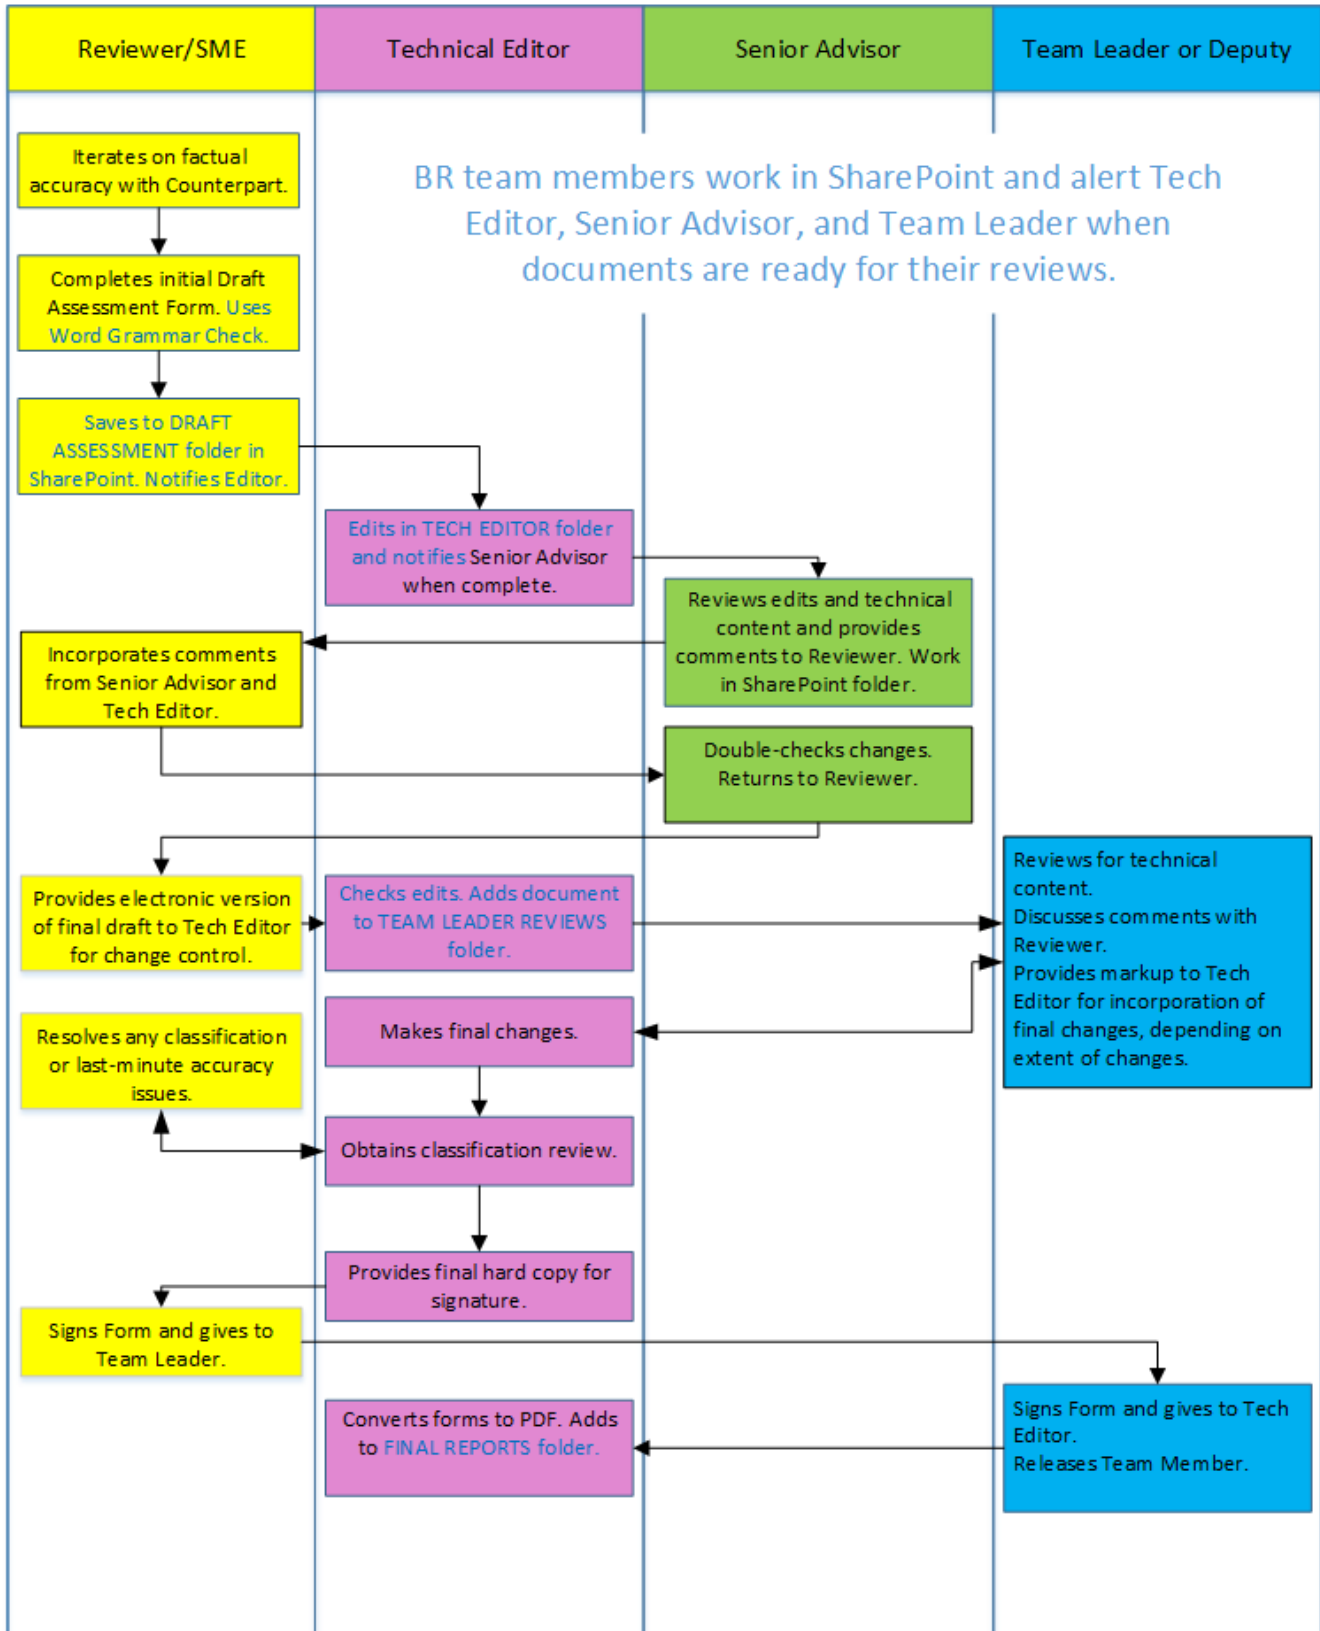 Reviewer/SME
Technical Editor
Senior Advisor
Team Leader or Deputy
BR team members work in SharePoint and alert Tech
Editor, Senior Advisor, and Team Leader when
documents are ready for their reviews.
Iterates on factual
accuracy with Counterpart.
Completes initial Draft
Assessment Form. Uses
Word Grammar Check.
Saves to DRAFT
ASSESSMENT folder in
SharePoint. Notifies Editor.
Edits in TECH EDITOR folder
and notifies Senior Advisor
when complete.
Reviews edits and technical
content and provides
comments to Reviewer. Work
in SharePoint folder.
Incorporates comments
from Senior Advisor and
Tech Editor.
Double-checks changes.
Returns to Reviewer.
Provides electronic version
of final draft to Tech Editor
for change control.
Checks edits. Adds document
to TEAM LEADER REVIEWS
folder.
Reviews for technical
content.
Discusses comments with
Reviewer.
Provides markup to Tech
Editor for incorporation of
final changes, depending on
extent of changes.
Makes final changes.
Resolves any classification
or last-minute accuracy
issues.
Obtains classification review.
Provides final hard copy for
signature.
Signs Form and gives to
Team Leader.
Signs Form and gives to Tech
Editor.
Releases Team Member.
Converts forms to PDF. Adds
to FINAL REPORTS folder.